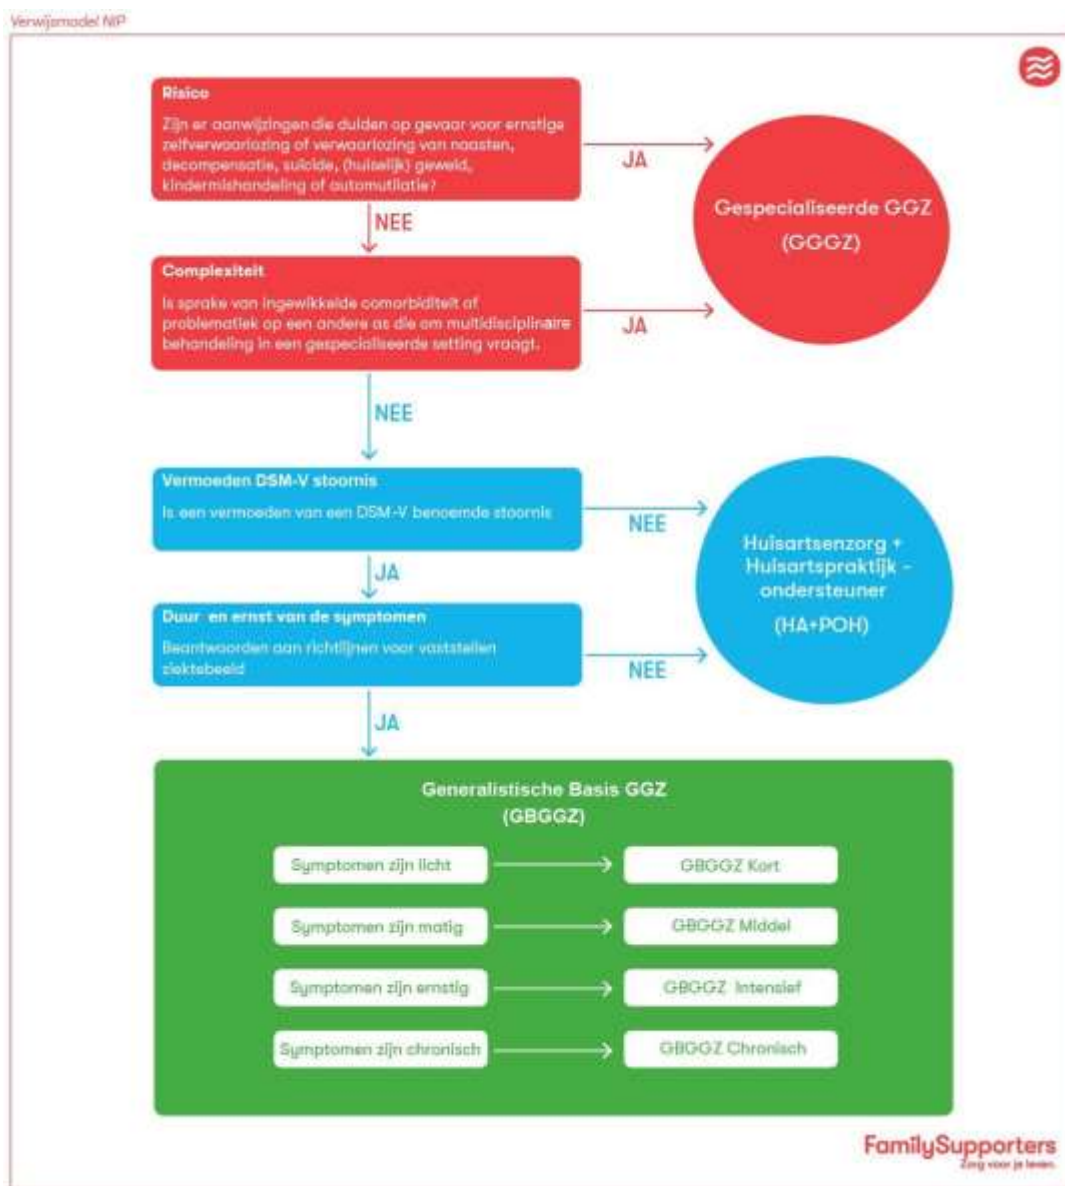 Verwijsmodel NIP
Risico
Zijn er aanwijzingen die duiden op gevaar voor ernstige
zelfverwaarlozing of verwaarlozing van naasten,
decompensatie, suïcide, (huiselijk) geweld,
kindermishandeling of automutilatie?
JA
Gespecialiseerde GGZ
(GGGZ)
NEE
Complexiteit
Is sprake van ingewikkelde comorbiditeit of
problematiek op een andere as die om multidisciplinaire
behandeling in een gespecialiseerde setting vraagt.
JA
NEE
Vermoeden DSM-V stoornis
Is een vermoeden van een DSM-V benoemde stoornis
NEE
Huisartsenzorg +
Huisartspraktijk -
ondersteuner
(HA+POH)
JA
Duur en ernst van de symptomen
Beantwoorden aan richtlijnen voor vaststellen
ziektebeeld
NEE
JA
Generalistische Basis GGZ
(GBGGZ)
Symptomen zijn licht
GBGGZ Kort
Symptomen zijn matig
GBGGZ Middel
Symptomen zijn ernstig
GBGGZ Intensief
Symptomen zijn chronisch
GBGGZ Chronisch
FamilySupporters
Zorg voor je leven.